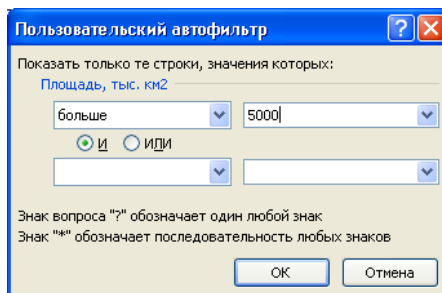 Пользовательский автофильтр
Показать только те строки, значения которых:
Площадь, тыс. км2
больше 5000
И ИЛИ
Знак вопроса "?" обозначает один любой знак
Знак "*" обозначает последовательность любых знаков
ОК Отмена